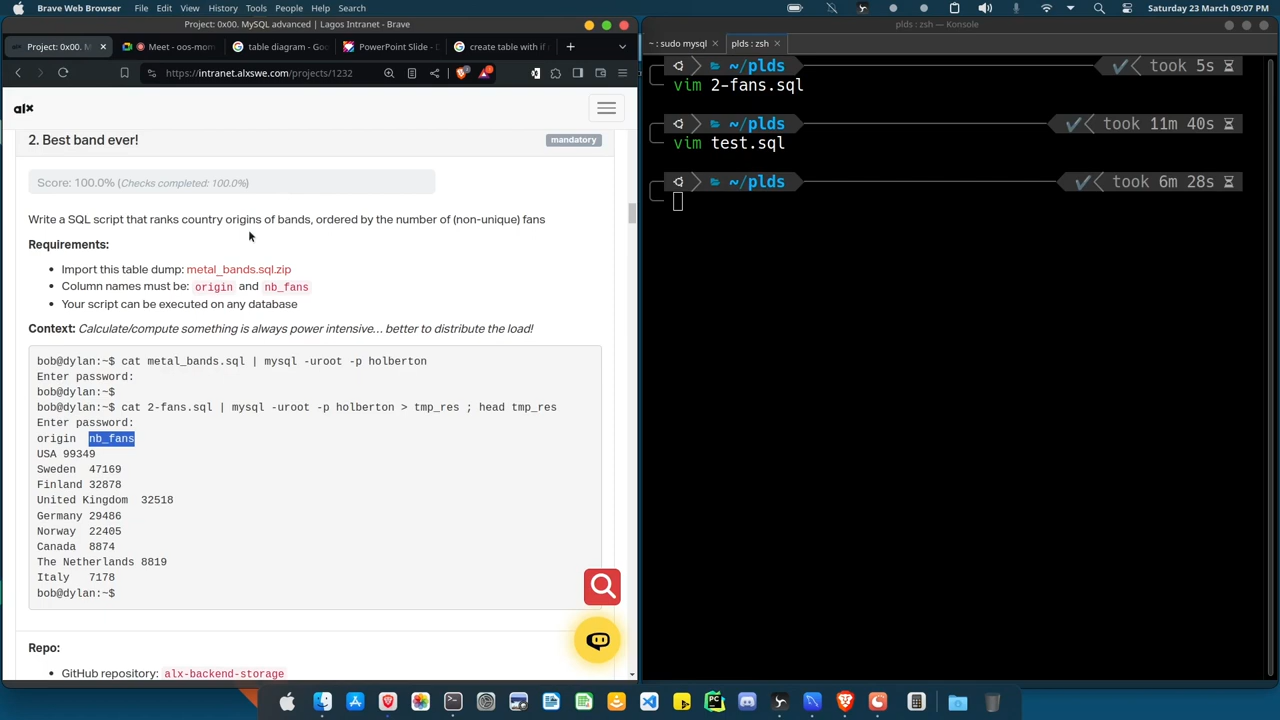 Brave Web Browser File Edit View History Tools People Help Search
Saturday 23 March 09:07 PM
Project: 0x00. MySQL advanced | Lagos Intranet - Brave
Project: 0x00. M
Meet - oos-mom
table diagram - Goo
PowerPoint Slide - D
create table with if n
https://intranet.alxswe.com/projects/1232
alx
2. Best band ever!
mandatory
Score: 100.0% (Checks completed: 100.0%)
Write a SQL script that ranks country origins of bands, ordered by the number of (non-unique) fans
Requirements:
Import this table dump: metal_bands.sql.zip
Column names must be: origin and nb_fans
Your script can be executed on any database
Context: Calculate/compute something is always power intensive… better to distribute the load!
bob@dylan:~$ cat metal_bands.sql | mysql -uroot -p holberton
Enter password:
bob@dylan:~$
bob@dylan:~$ cat 2-fans.sql | mysql -uroot -p holberton > tmp_res ; head tmp_res
Enter password:
origin nb_fans
USA 99349
Sweden 47169
Finland 32878
United Kingdom 32518
Germany 29486
Norway 22405
Canada 8874
The Netherlands 8819
Italy 7178
bob@dylan:~$
Repo:
GitHub repository: alx-backend-storage
plds : zsh — Konsole
~ : sudo mysql
plds : zsh
~/plds took 5s
vim 2-fans.sql
~/plds took 11m 40s
vim test.sql
~/plds took 6m 28s